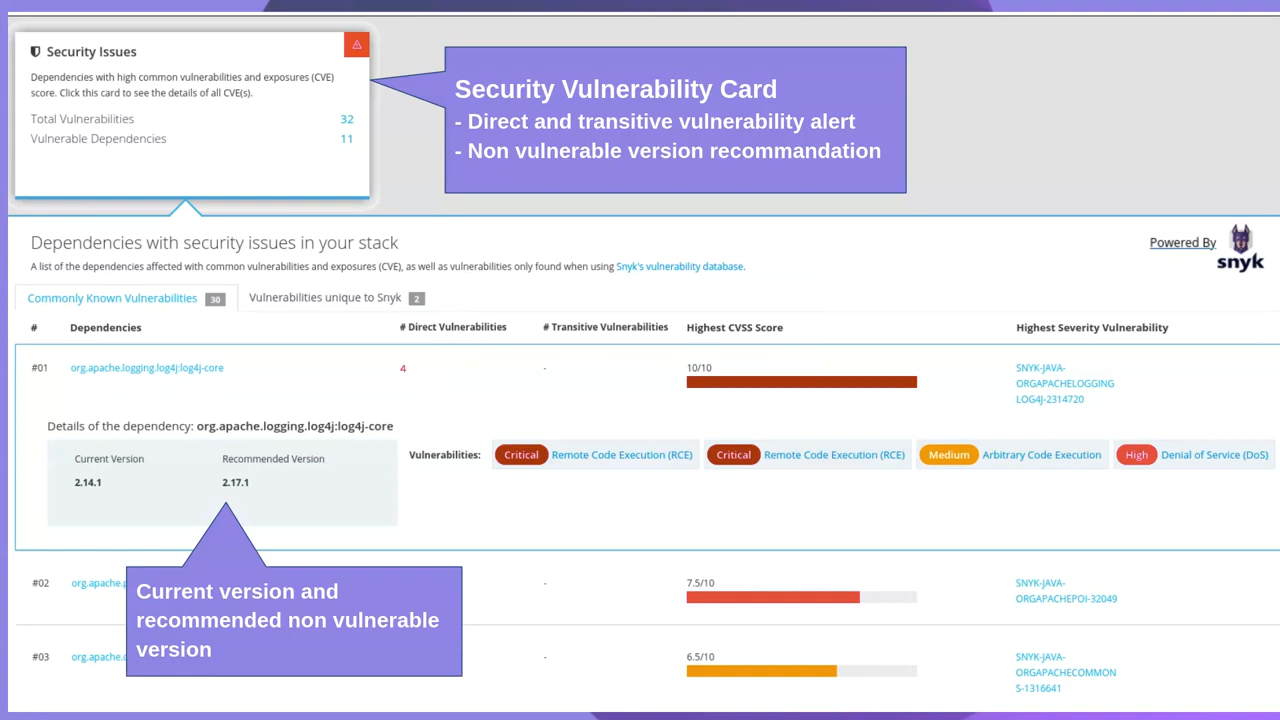 Security Issues
Dependencies with high common vulnerabilities and exposures (CVE)
score. Click this card to see the details of all CVE(s).
Total Vulnerabilities 32
Vulnerable Dependencies 11
Security Vulnerability Card
- Direct and transitive vulnerability alert
- Non vulnerable version recommandation
Dependencies with security issues in your stack
Powered By
snyk
A list of the dependencies affected with common vulnerabilities and exposures (CVE), as well as vulnerabilities only found when using Snyk's vulnerability database.
Commonly Known Vulnerabilities 30 Vulnerabilities unique to Snyk 2
# Dependencies # Direct Vulnerabilities # Transitive Vulnerabilities Highest CVSS Score Highest Severity Vulnerability
#01 org.apache.logging.log4j:log4j-core 4 - 10/10 SNYK-JAVA-
ORGAPACHELOGGING
LOG4J-2314720
Details of the dependency: org.apache.logging.log4j:log4j-core
Current Version Recommended Version
2.14.1 2.17.1
Vulnerabilities: Critical Remote Code Execution (RCE) Critical Remote Code Execution (RCE) Medium Arbitrary Code Execution High Denial of Service (DoS)
#02 org.apache. - 7.5/10 SNYK-JAVA-
ORGAPACHEPOI-32049
Current version and
recommended non vulnerable
version
#03 org.apache. - 6.5/10 SNYK-JAVA-
ORGAPACHECOMMON
S-1316641